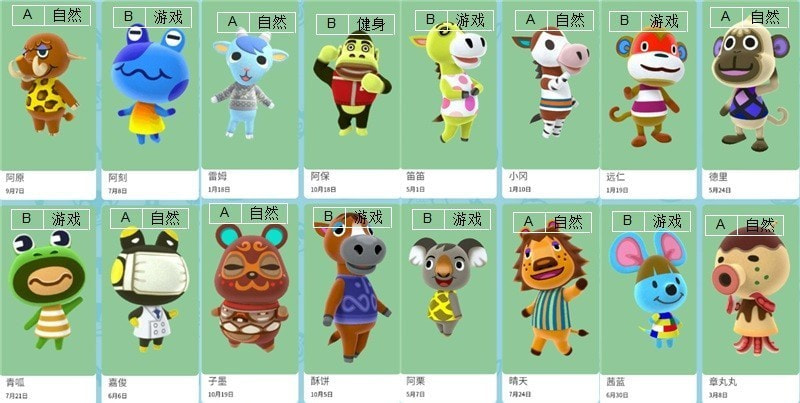 A 自然
B 游戏
A 自然
B 健身
B 游戏
A 自然
B 游戏
A 自然
阿原
9月7日
阿刻
7月8日
雷姆
1月18日
阿保
10月18日
笛笛
5月1日
小冈
1月10日
远仁
1月19日
德里
5月24日
B 游戏
A 自然
A 自然
B 游戏
B 游戏
A 自然
B 游戏
A 自然
青呱
7月21日
嘉俊
6月6日
子墨
10月19日
酥饼
10月5日
阿栗
5月7日
晴天
7月24日
茜蓝
6月30日
章丸丸
3月8日